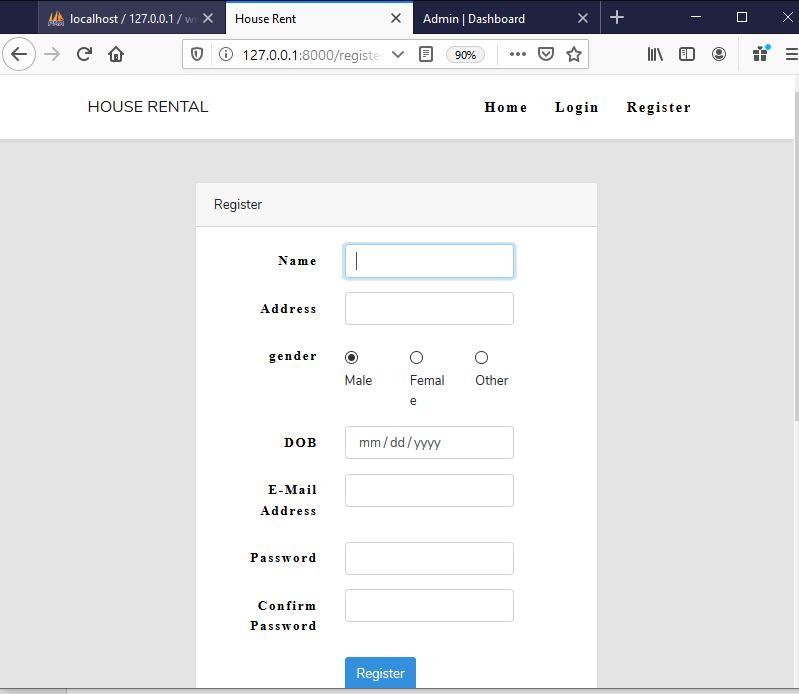 localhost / 127.0.0.1 / w
House Rent
Admin | Dashboard
127.0.0.1:8000/registe
90%
HOUSE RENTAL
Home Login Register
Register
Name
Address
gender
Male
Femal
e
Other
DOB
mm/dd/yyyy
E-Mail
Address
Password
Confirm
Password
Register